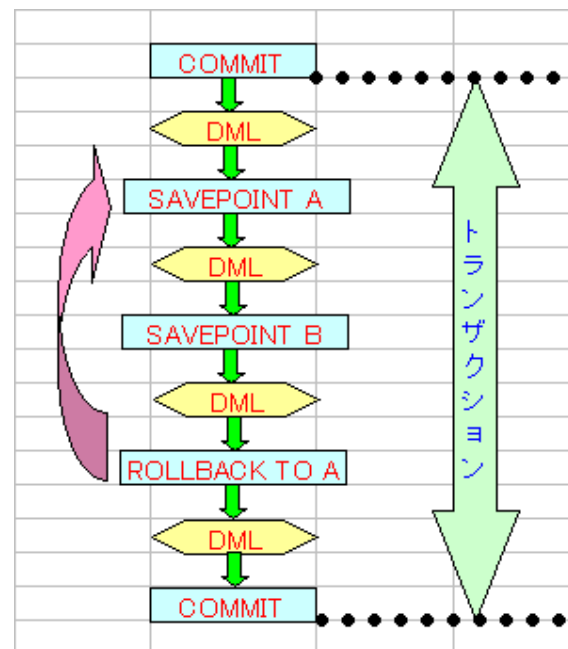 COMMIT
DML
SAVEPOINT A
DML
SAVEPOINT B
DML
ROLLBACK TO A
DML
COMMIT
トランザクション